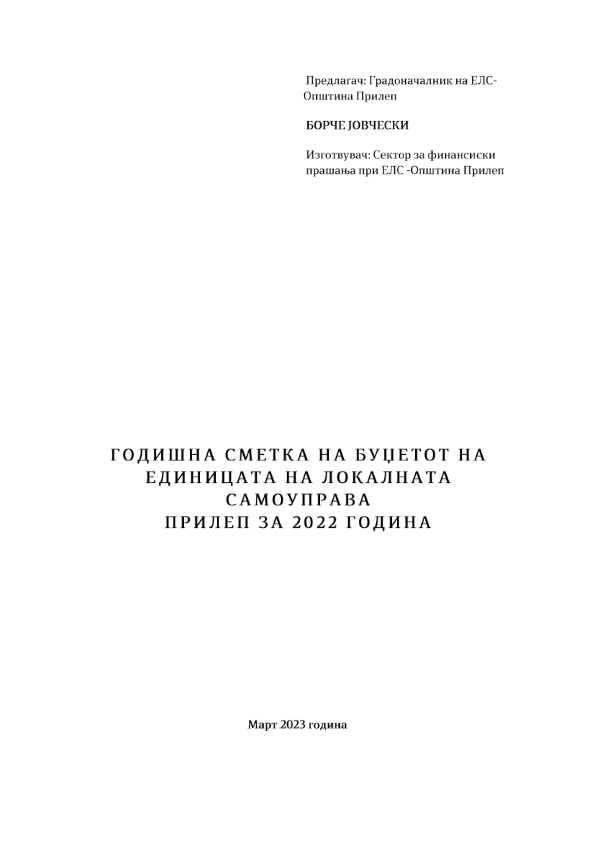 Предлагач: Градоначалник на ЕЛС-
Општина Прилеп
БОРЧЕ ЈОВЧЕСКИ
Изготвувач: Сектор за финансиски
прашања при ЕЛС -Општина Прилеп
ГОДИШНА СМЕТКА НА БУЏЕТОТ НА
ЕДИНИЦАТА НА ЛОКАЛНАТА
САМОУПРАВА
ПРИЛЕП ЗА 2022 ГОДИНА
Март 2023 година